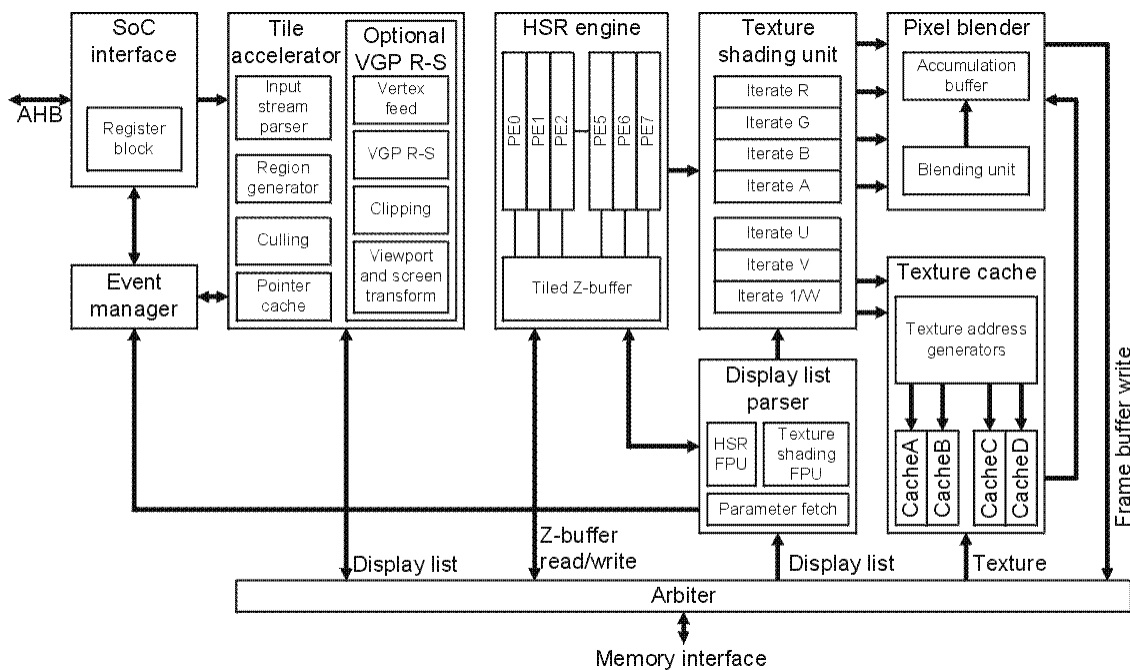 SoC
interface
AHB
Register
block
Event
manager
Tile
accelerator
Input
stream
parser
Region
generator
Culling
Pointer
cache
Optional
VGP R-S
Vertex
feed
VGP R-S
Clipping
Viewport
and screen
transform
HSR engine
PE0
PE1
PE2
PE5
PE6
PE7
Tiled Z-buffer
Texture
shading unit
Iterate R
Iterate G
Iterate B
Iterate A
Iterate U
Iterate V
Iterate 1/W
Pixel blender
Accumulation
buffer
Blending unit
Texture cache
Texture address
generators
CacheA
CacheB
CacheC
CacheD
Display list
parser
HSR
FPU
Texture
shading
FPU
Parameter fetch
Frame buffer write
Display list
Z-buffer
read/write
Display list
Texture
Arbiter
Memory interface